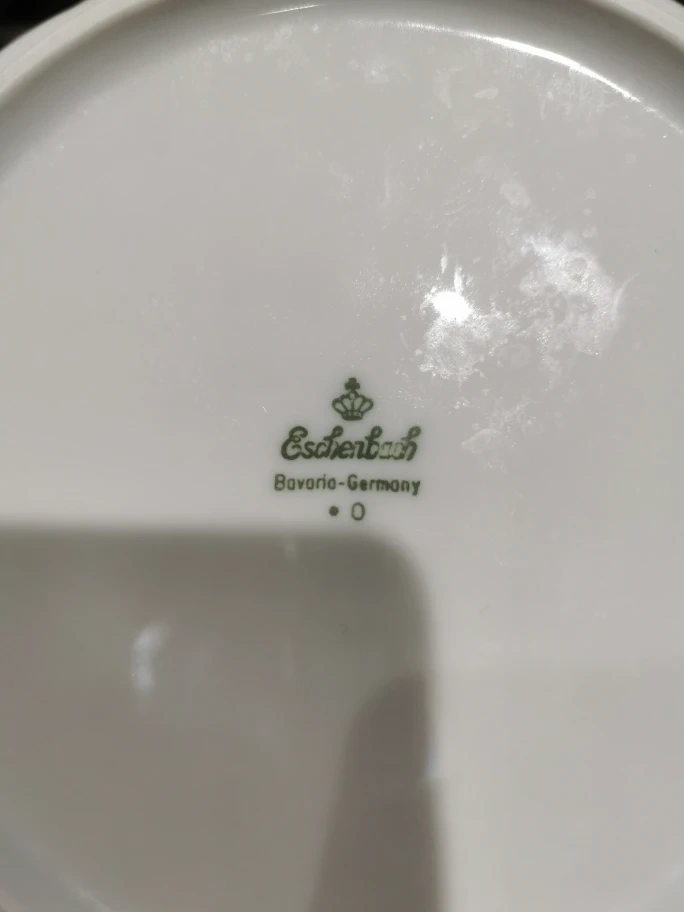 Eschenbach
Bavaria-Germany
• 0